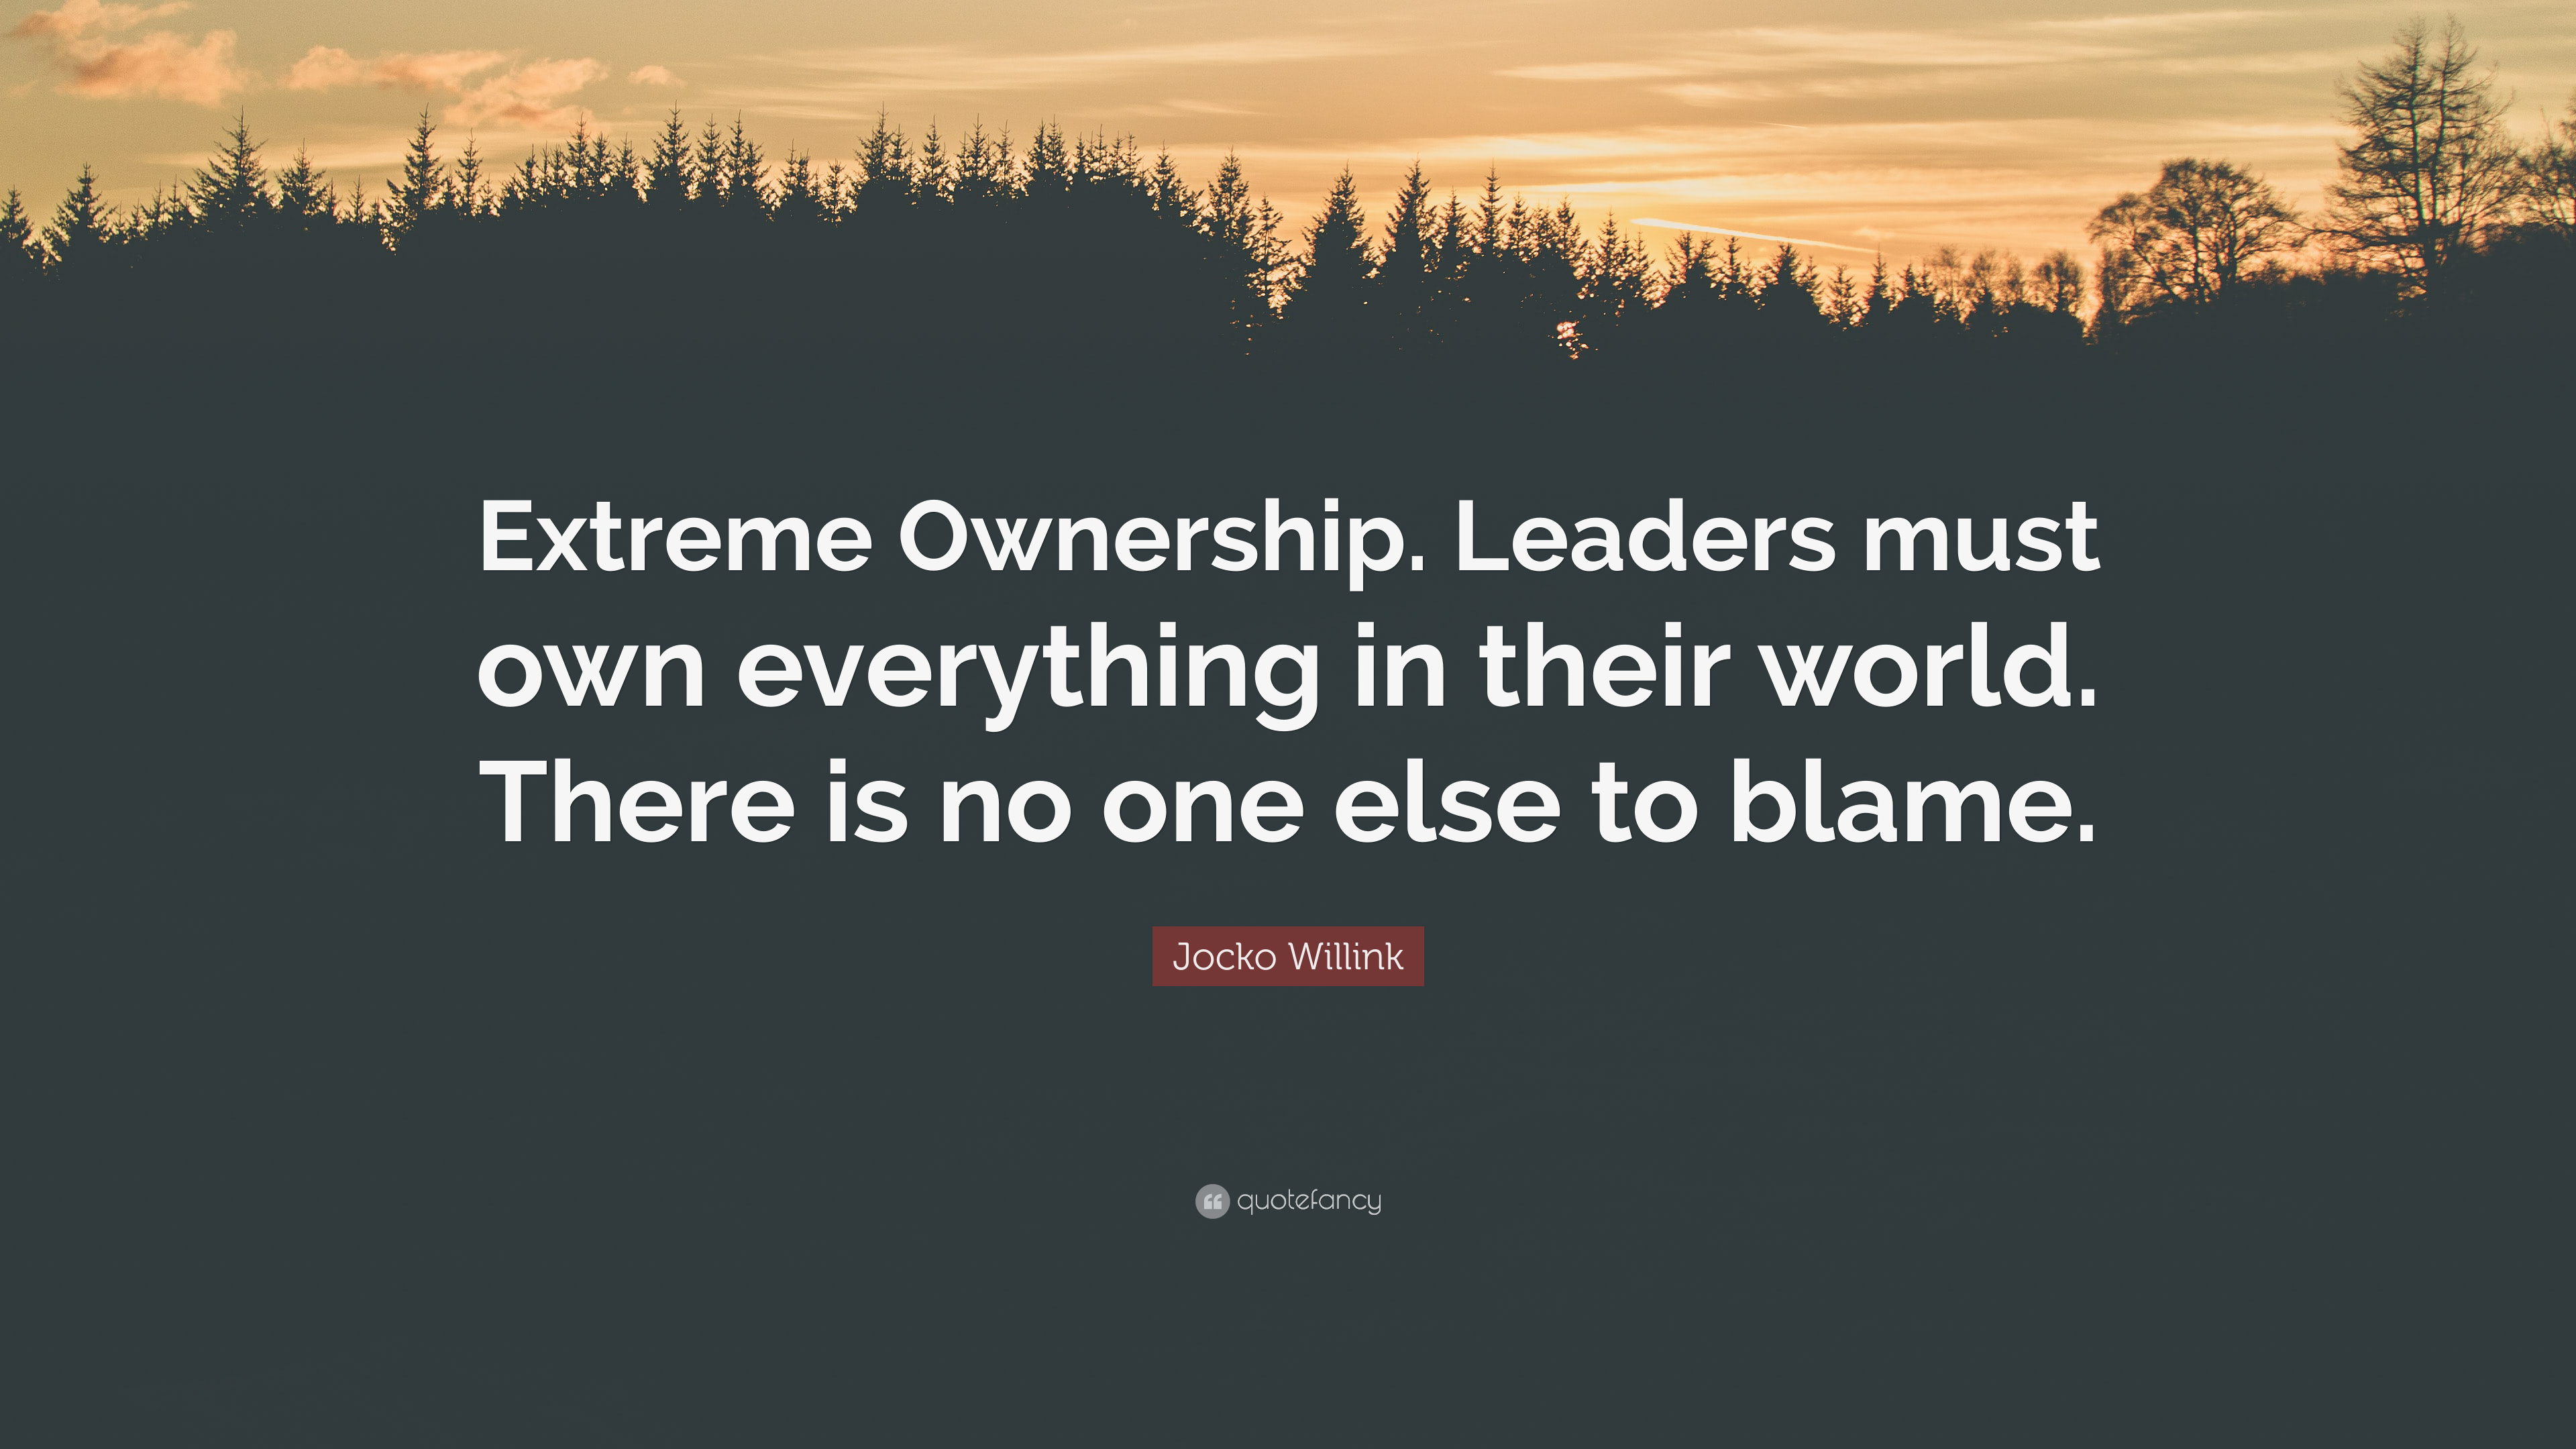 Extreme Ownership. Leaders must
own everything in their world.
There is no one else to blame.
Jocko Willink
quotefancy